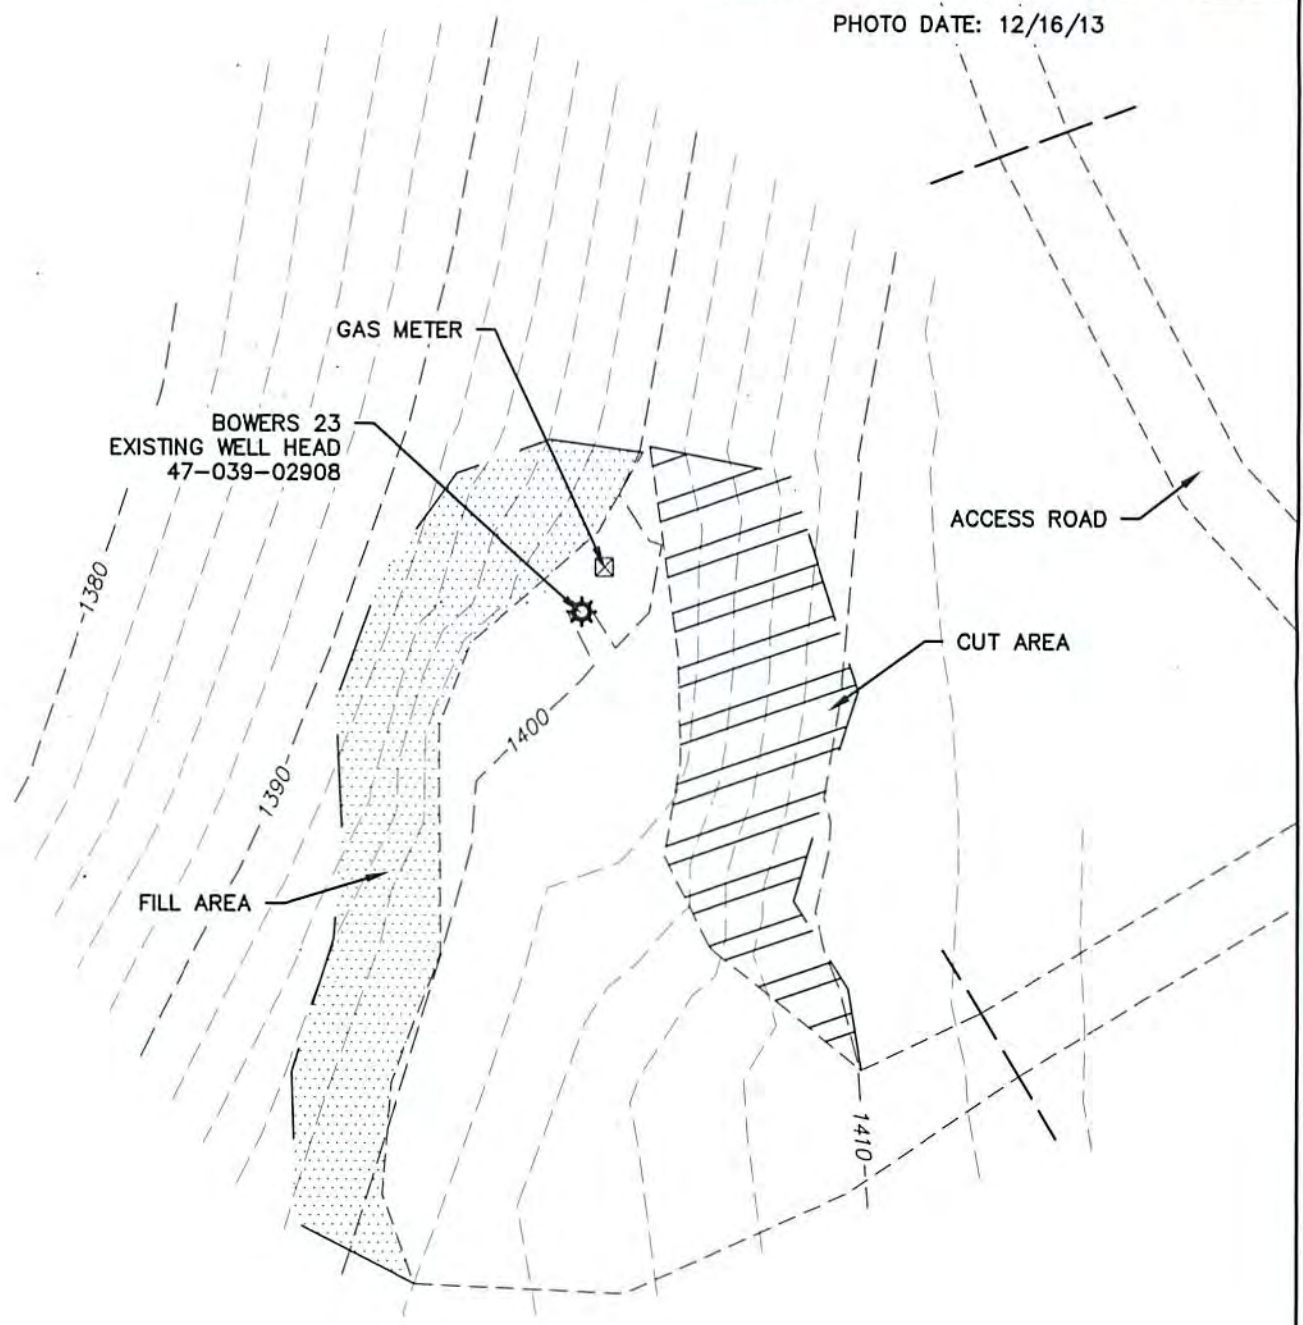 PHOTO DATE: 12/16/13
GAS METER
BOWERS 23
EXISTING WELL HEAD
47-039-02908
ACCESS ROAD
1380
CUT AREA
1400
1390
FILL AREA
1410